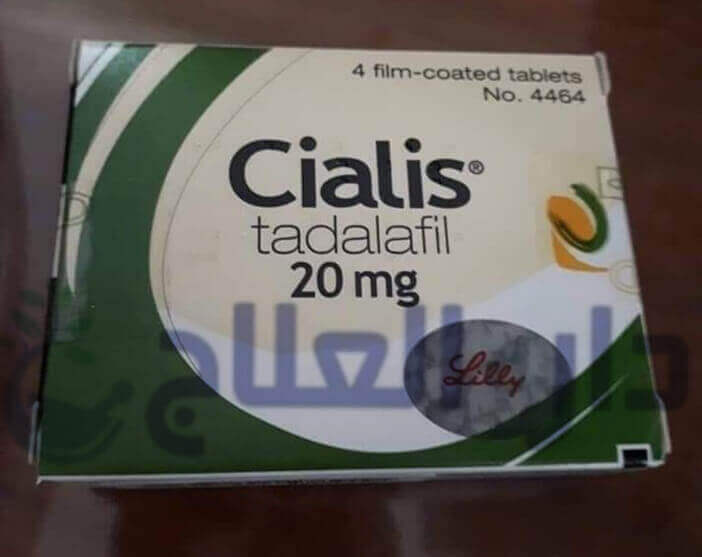 4 film-coated tablets
No. 4464
Cialis®
tadalafil
20 mg
دار العلاج
Lilly